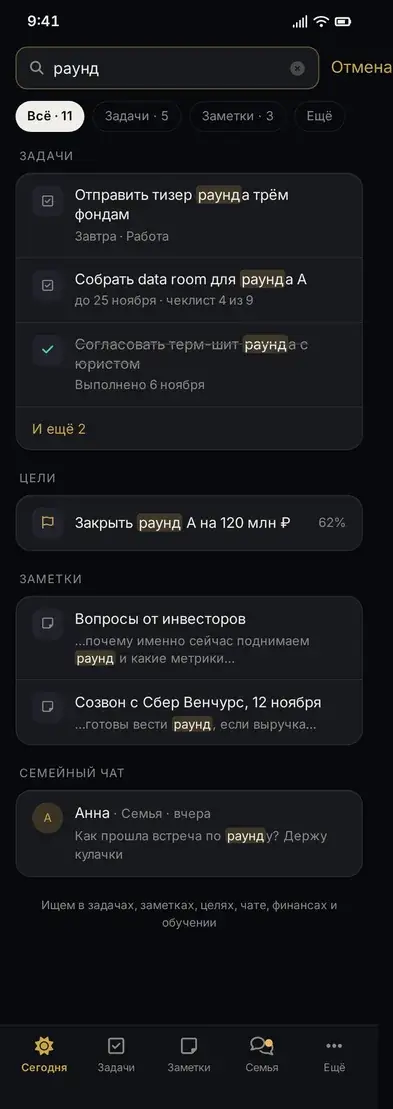 9:41
раунд
Отмена
Всё · 11
Задачи · 5
Заметки · 3
Ещё
ЗАДАЧИ
Отправить тизер раунда трём
фондам
Завтра · Работа
Собрать data room для раунда А
до 25 ноября · чеклист 4 из 9
Согласовать терм-шит раунда с
юристом
Выполнено 6 ноября
И ещё 2
ЦЕЛИ
Закрыть раунд А на 120 млн ₽
62%
ЗАМЕТКИ
Вопросы от инвесторов
...почему именно сейчас поднимаем
раунд и какие метрики...
Созвон с Сбер Венчурс, 12 ноября
...готовы вести раунд, если выручка...
СЕМЕЙНЫЙ ЧАТ
А
Анна · Семья · вчера
Как прошла встреча по раунду? Держу
кулачки
Ищем в задачах, заметках, целях, чате, финансах и
обучении
Сегодня
Задачи
Заметки
Семья
Ещё